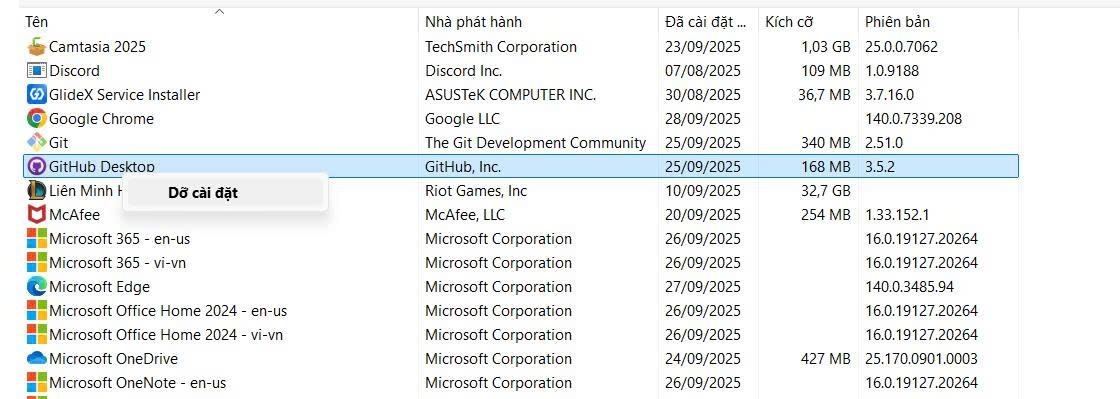 Tên Nhà phát hành Đã cài đặt ... Kích cỡ Phiên bản
Camtasia 2025 TechSmith Corporation 23/09/2025 1,03 GB 25.0.0.7062
Discord Discord Inc. 07/08/2025 109 MB 1.0.9188
GlideX Service Installer ASUSTeK COMPUTER INC. 30/08/2025 36,7 MB 3.7.16.0
Google Chrome Google LLC 28/09/2025 140.0.7339.208
Git The Git Development Community 25/09/2025 340 MB 2.51.0
GitHub Desktop GitHub, Inc. 25/09/2025 168 MB 3.5.2
Liên Minh Riot Games, Inc 10/09/2025 32,7 GB
Dỡ cài đặt
McAfee McAfee, LLC 20/09/2025 254 MB 1.33.152.1
Microsoft 365 - en-us Microsoft Corporation 26/09/2025 16.0.19127.20264
Microsoft 365 - vi-vn Microsoft Corporation 26/09/2025 16.0.19127.20264
Microsoft Edge Microsoft Corporation 27/09/2025 140.0.3485.94
Microsoft Office Home 2024 - en-us Microsoft Corporation 26/09/2025 16.0.19127.20264
Microsoft Office Home 2024 - vi-vn Microsoft Corporation 26/09/2025 16.0.19127.20264
Microsoft OneDrive Microsoft Corporation 24/09/2025 427 MB 25.170.0901.0003
Microsoft OneNote - en-us Microsoft Corporation 26/09/2025 16.0.19127.20264